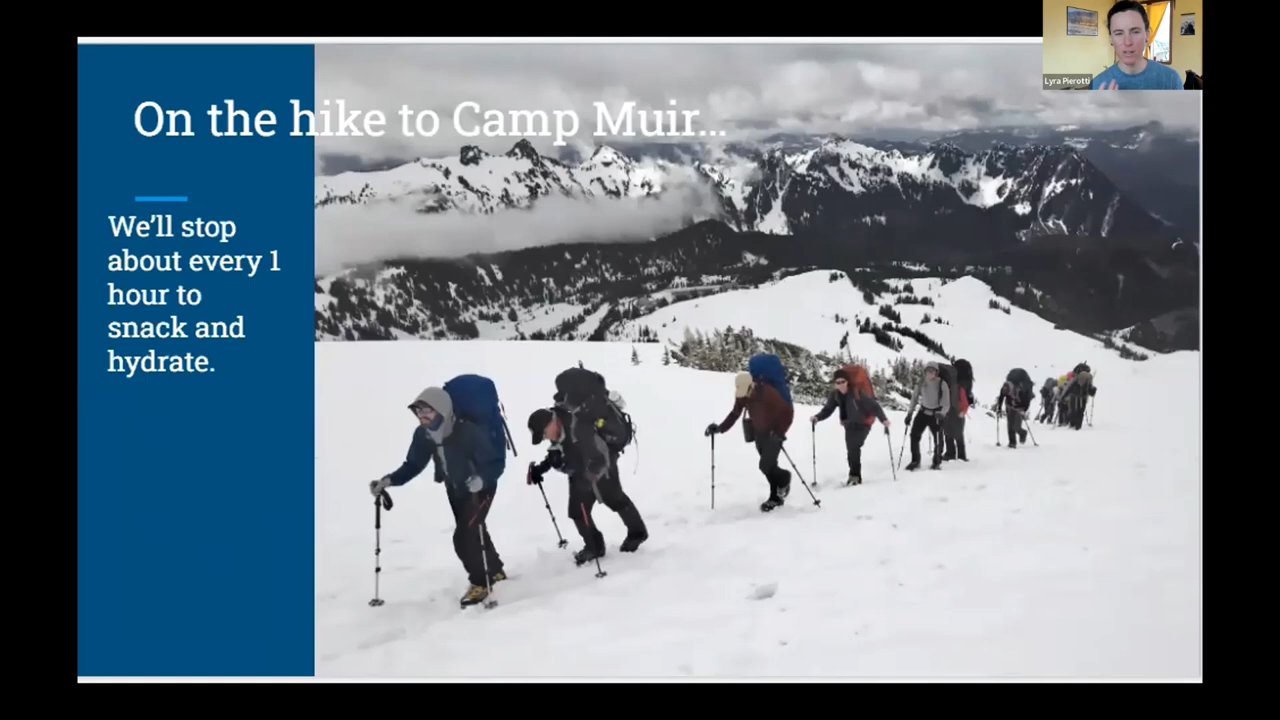 On the hike to Camp Muir...
We'll stop
about every 1
hour to
snack and
hydrate.
Lyra Pierotti